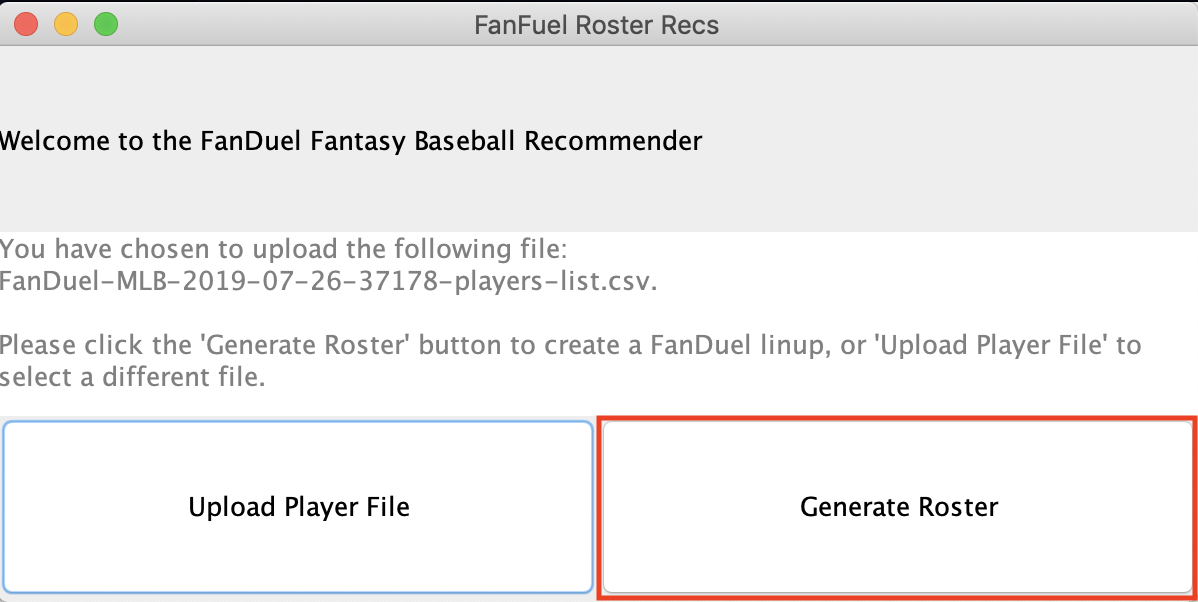 FanFuel Roster Recs
Welcome to the FanDuel Fantasy Baseball Recommender
You have chosen to upload the following file:
FanDuel-MLB-2019-07-26-37178-players-list.csv.
Please click the 'Generate Roster' button to create a FanDuel linup, or 'Upload Player File' to
select a different file.
Upload Player File
Generate Roster